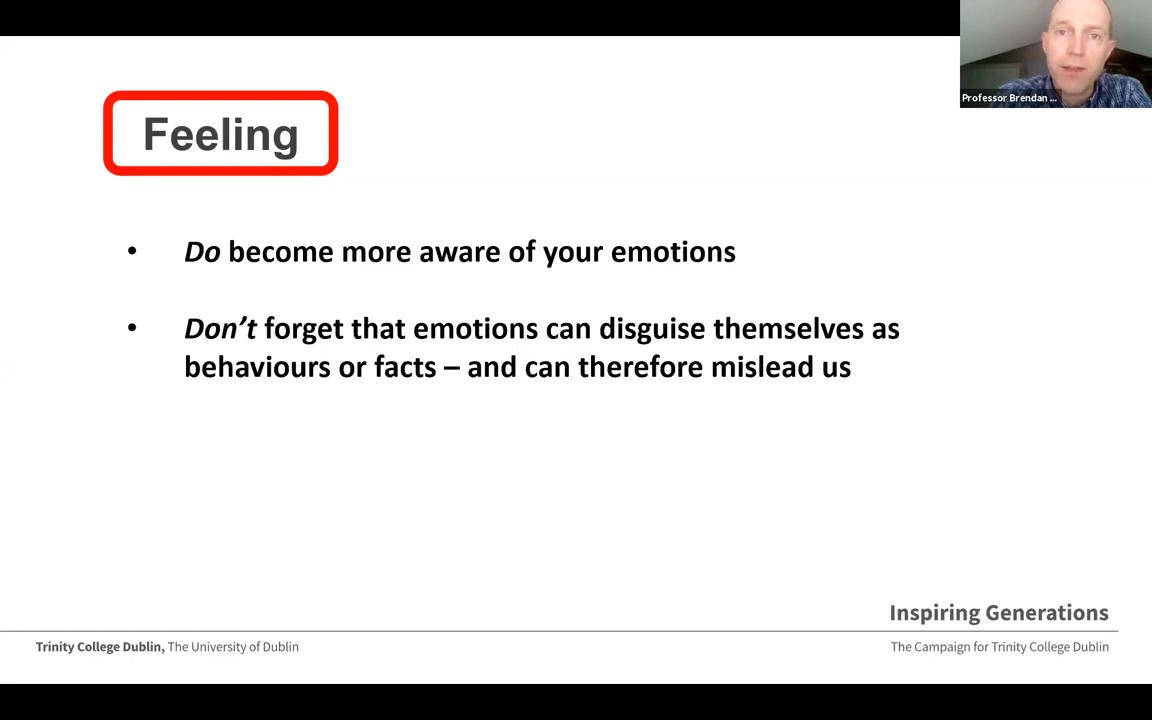 Professor Brendan ...
Feeling
• Do become more aware of your emotions
• Don’t forget that emotions can disguise themselves as
behaviours or facts – and can therefore mislead us
Inspiring Generations
Trinity College Dublin, The University of Dublin
The Campaign for Trinity College Dublin